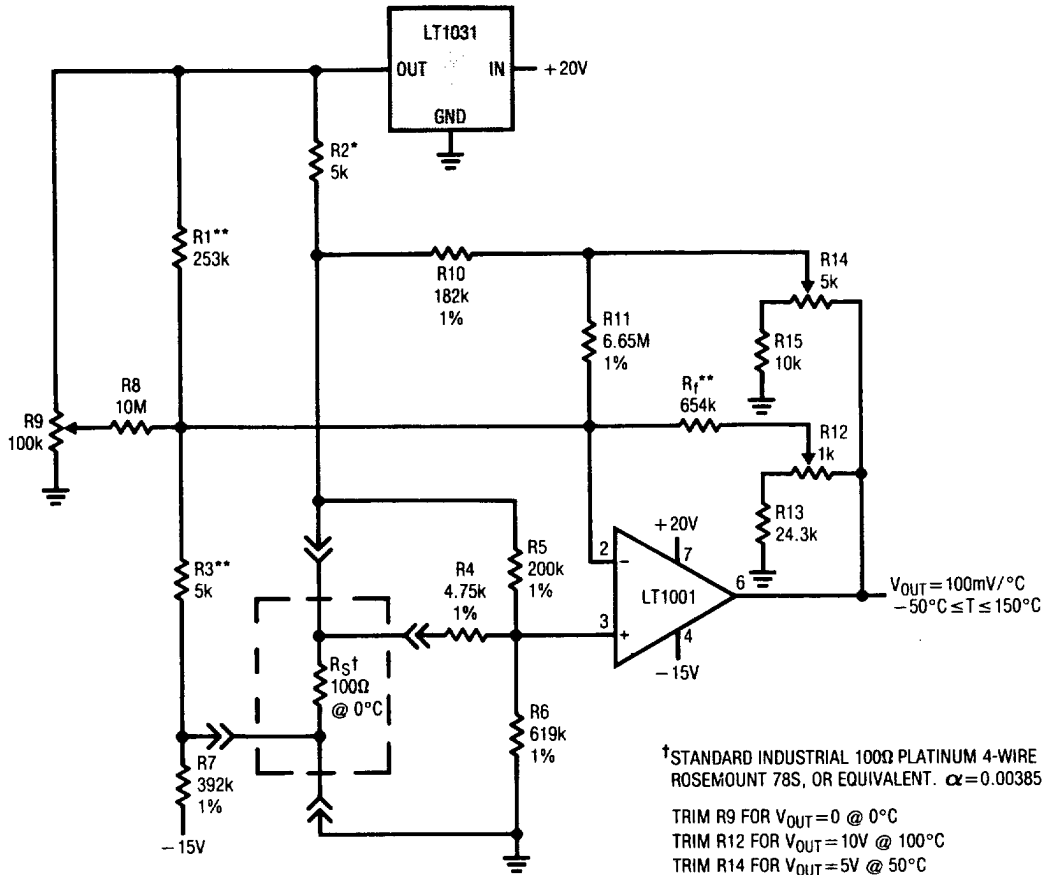 LT1031
OUT
IN
+20V
GND
R2*
5k
R1**
253k
R10
182k
1%
R14
5k
R11
6.65M
1%
R15
10k
R8
10M
R9
100k
Rf**
654k
R12
1k
R13
24.3k
R3**
5k
R5
200k
1%
R4
4.75k
1%
+20V
2
7
−
LT1001
6
3
+
4
−15V
VOUT=100mV/°C
−50°C≤T≤150°C
RS†
100Ω
@ 0°C
R6
619k
1%
R7
392k
1%
−15V
†STANDARD INDUSTRIAL 100Ω PLATINUM 4-WIRE
ROSEMOUNT 78S, OR EQUIVALENT. α=0.00385
TRIM R9 FOR VOUT=0 @ 0°C
TRIM R12 FOR VOUT=10V @ 100°C
TRIM R14 FOR VOUT=5V @ 50°C